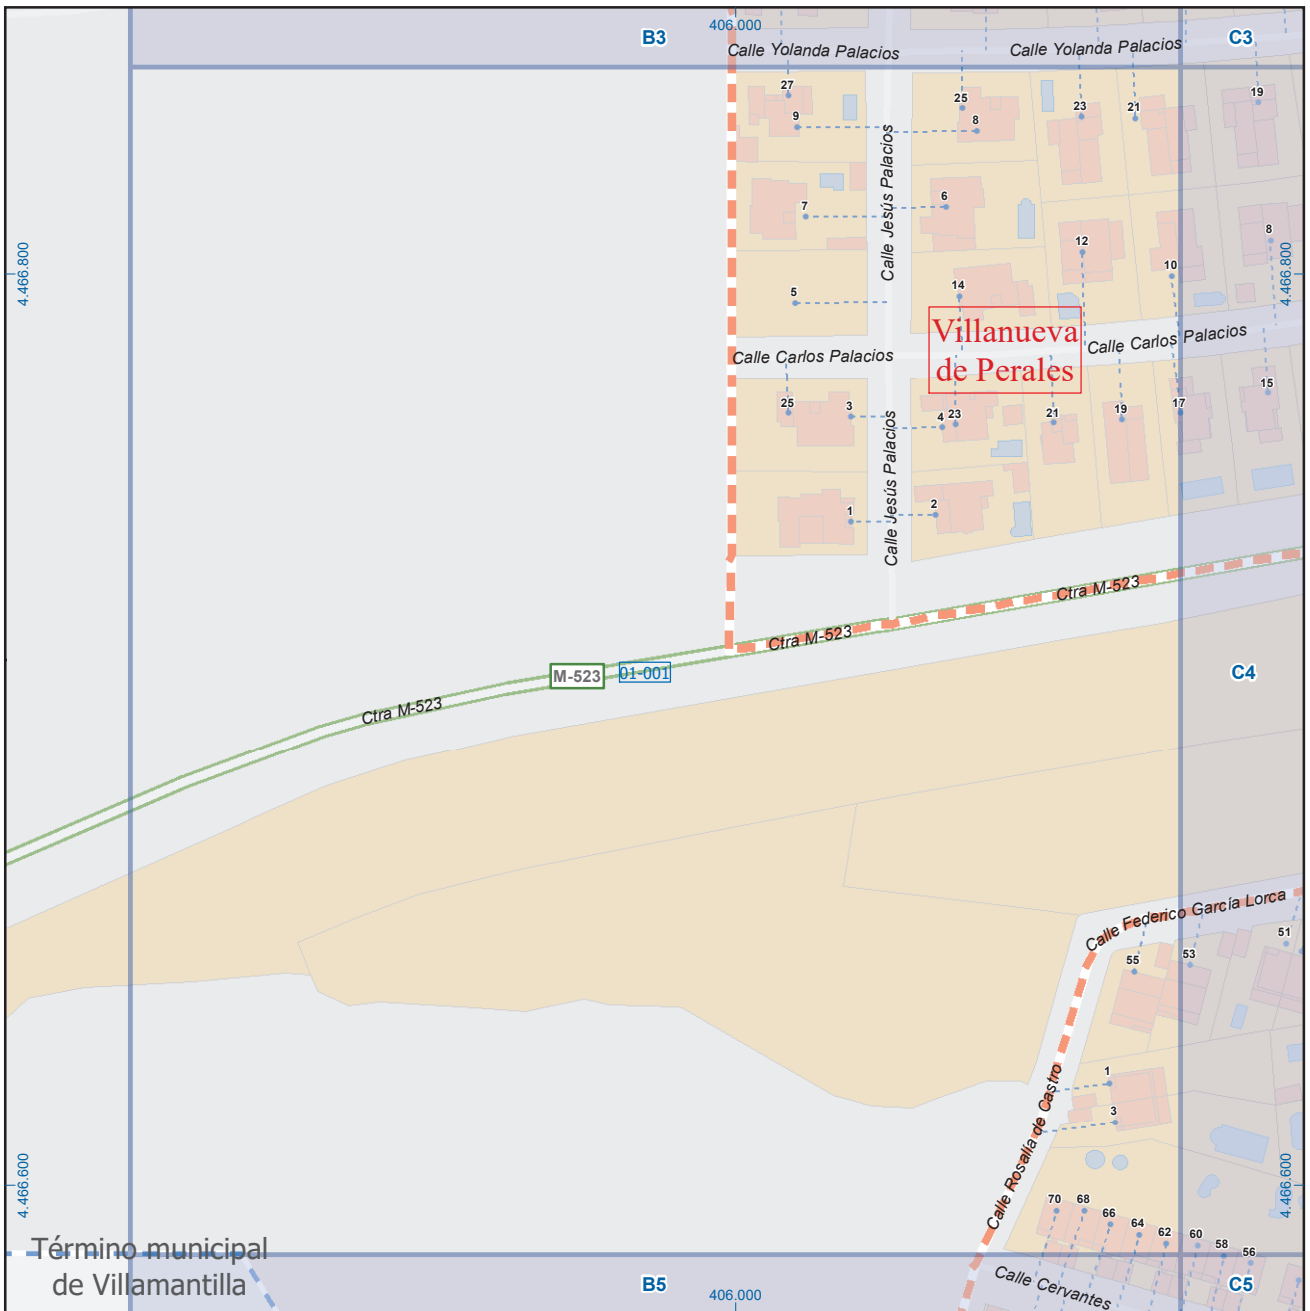 406.000
B3
C3
Calle Yolanda Palacios
Calle Yolanda Palacios
27
9
25
8
23
21
19
Calle Jesús Palacios
7
6
12
10
8
4.466.800
4.466.800
5
14
Villanueva
de Perales
Calle Carlos Palacios
Calle Carlos Palacios
25
3
4
23
21
19
17
15
Calle Jesús Palacios
1
2
Ctra M-523
Ctra M-523
M-523
01-001
C4
Ctra M-523
Calle Federico García Lorca
51
53
55
1
3
Calle Rosalía de Castro
4.466.600
4.466.600
70
68
66
64
62
60
58
56
Término municipal
de Villamantilla
B5
406.000
Calle Cervantes
C5